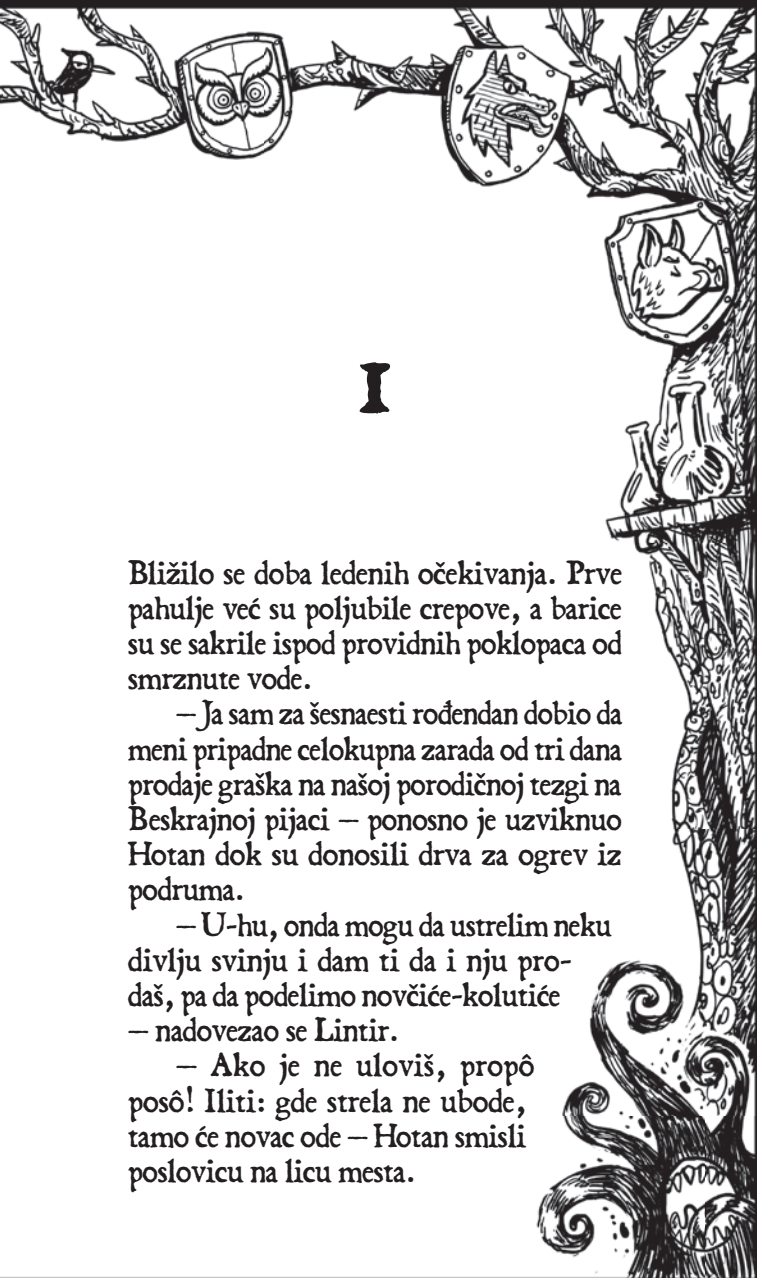 I
Bližilo se doba ledenih očekivanja. Prve
pahulje već su poljubile crepove, a barice
su se sakrile ispod providnih poklopaca od
smrznute vode.
— Ja sam za šesnaesti rođendan dobio da
meni pripadne celokupna zarada od tri dana
prodaje graška na našoj porodičnoj tezgi na
Beskrajnoj pijaci — ponosno je uzviknuo
Hotan dok su donosili drva za ogrev iz
podruma.
— U-hu, onda mogu da ustrelim neku
divlju svinju i dam ti da i nju pro-
daš, pa da podelimo novčiće-kolutiće
— nadovezao se Lintir.
— Ako je ne uloviš, propô
posô! Iliti: gde strela ne ubode,
tamo će novac ode — Hotan smisli
poslovicu na licu mesta.